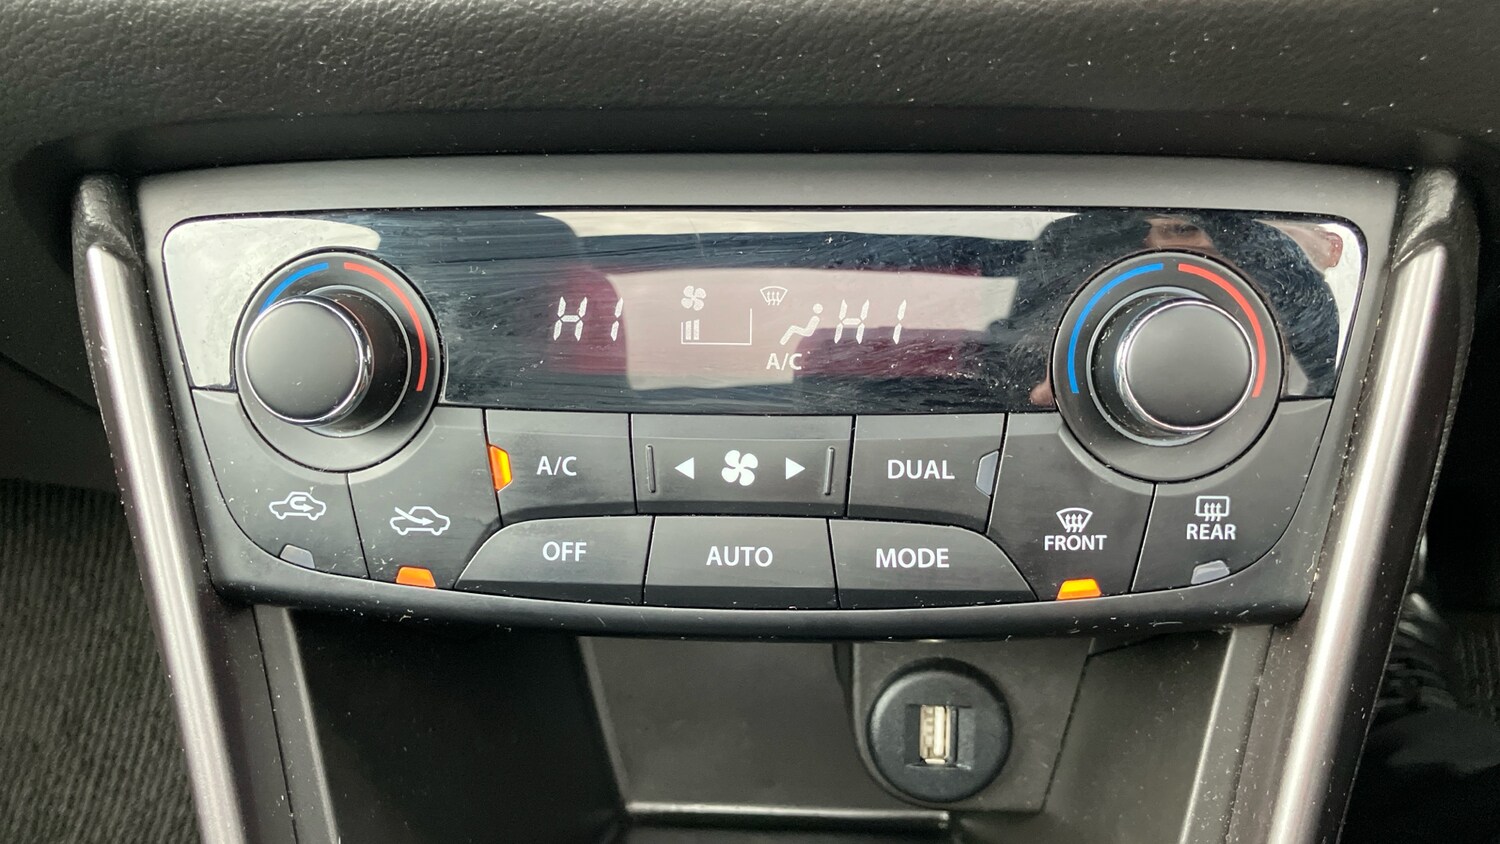 HI HI
A/C
A/C DUAL
OFF AUTO MODE FRONT REAR